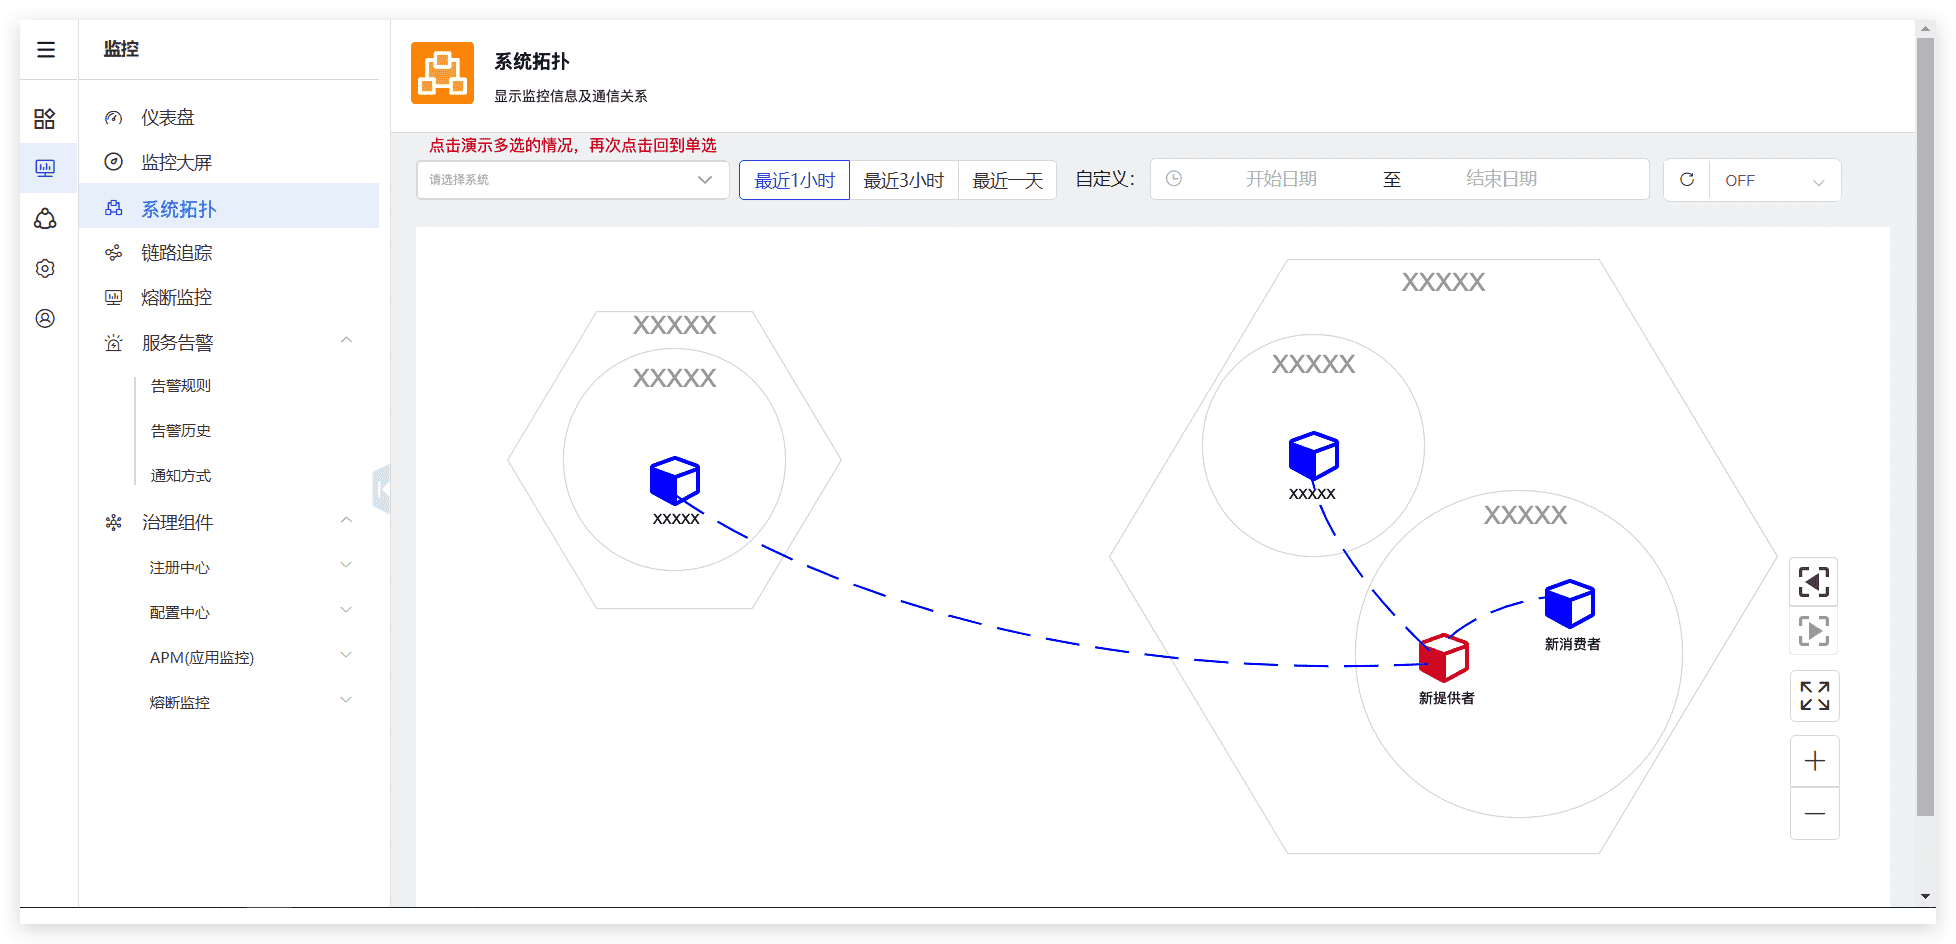 监控
仪表盘
监控大屏
系统拓扑
链路追踪
熔断监控
服务告警
告警规则
告警历史
通知方式
治理组件
注册中心
配置中心
APM(应用监控)
熔断监控
系统拓扑
显示监控信息及通信关系
点击演示多选的情况，再次点击回到单选
请选择系统
最近1小时 最近3小时 最近一天 自定义： 开始日期 至 结束日期 OFF
XXXXX
XXXXX
XXXXX
XXXXX
XXXXX
XXXXX
XXXXX
新消费者
新提供者